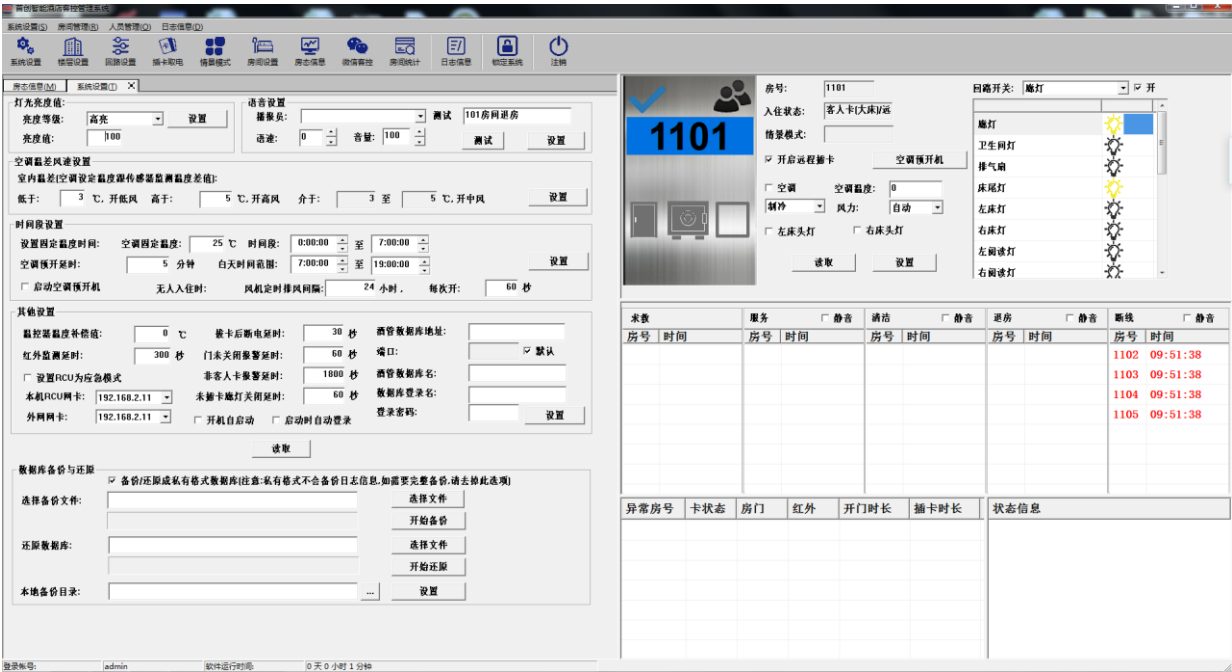 首创智能酒店客控管理系统
系统设置(S) 房间管理(R) 人员管理(O) 日志信息(D)
系统设置 楼层设置 回路设置 插卡取电 情景模式 房间设置 房态信息 微信客控 房间统计 日志信息 锁定系统 注销
房态信息(M) 系统设置(I) X
灯光亮度值:
亮度等级: 高亮 设置
亮度值: 100
语音设置
播报员: 测试 101房间退房
语速: 0 音量: 100 测试 设置
空调温差风速设置
室内温差(空调设定温度跟传感器监测温度差值):
低于: 3 ℃, 开低风 高于: 5 ℃, 开高风 介于: 3 至 5 ℃, 开中风 设置
时间段设置
设置固定温度时间: 空调固定温度: 25 ℃ 时间段: 0:00:00 至 7:00:00
空调预开延时: 5 分钟 白天时间范围: 7:00:00 至 19:00:00 设置
启动空调预开机 无人入住时: 风机定时排风间隔: 24 小时, 每次开: 60 秒
其他设置
温控器温度补偿值: 0 ℃ 拔卡后断电延时: 30 秒 酒管数据库地址:
红外监测延时: 300 秒 门未关闭报警延时: 60 秒 端口: 默认
设置RCU为应急模式 非客人卡报警延时: 1800 秒 酒管数据库名:
本机RCU网卡: 192.168.2.11 未插卡廊灯关闭延时: 60 秒 数据库登录名:
外网网卡: 192.168.2.11 开机自启动 启动时自动登录 登录密码: 设置
读取
数据库备份与还原
备份/还原成私有格式数据库(注意:私有格式不会备份日志信息,如需要完整备份,请去掉此选项)
选择备份文件: 选择文件
开始备份
还原数据库: 选择文件
开始还原
本地备份目录: ... 设置
1101
房号: 1101
入住状态: 客人卡(大床)/远
情景模式:
开启远程插卡 空调预开机
空调 空调温度: 0
制冷 风力: 自动
左床头灯 右床头灯
读取 设置
回路开关: 廊灯 开
廊灯
卫生间灯
排气扇
床尾灯
左床灯
右床灯
左阅读灯
右阅读灯
求救 服务 静音 清洁 静音 退房 静音 断线 静音
房号 时间 房号 时间 房号 时间 房号 时间 房号 时间
1102 09:51:38
1103 09:51:38
1104 09:51:38
1105 09:51:38
异常房号 卡状态 房门 红外 开门时长 插卡时长 状态信息
登录帐号: admin 软件运行时间: 0 天 0 小时 1 分钟